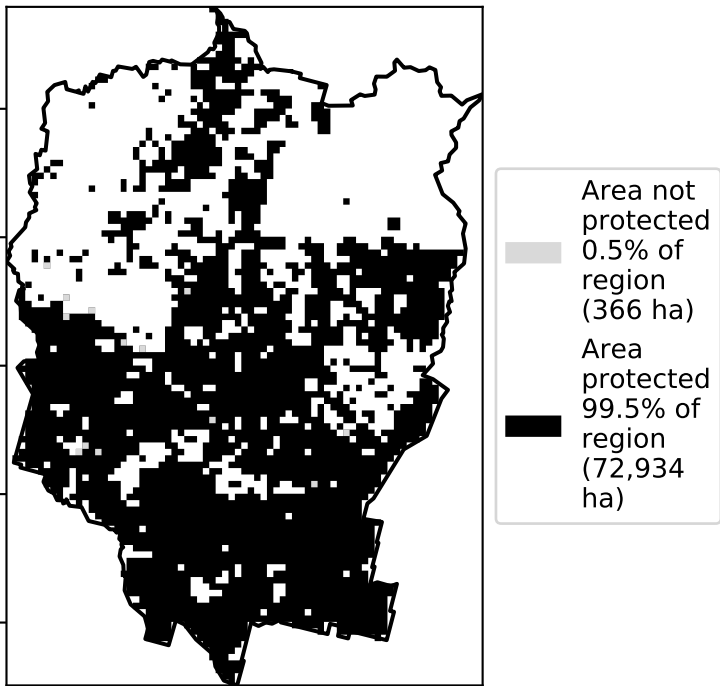 Area not
protected
0.5% of
region
(366 ha)
Area
protected
99.5% of
region
(72,934
ha)